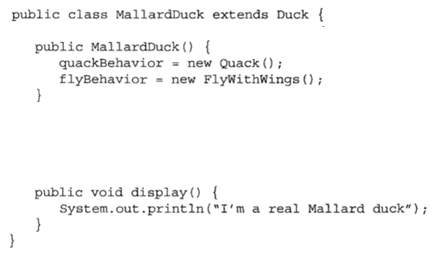 public class MallardDuck extends Duck {
public MallardDuck() {
quackBehavior = new Quack();
flyBehavior = new FlyWithWings();
}
public void display() {
System.out.println("I'm a real Mallard duck");
}
}